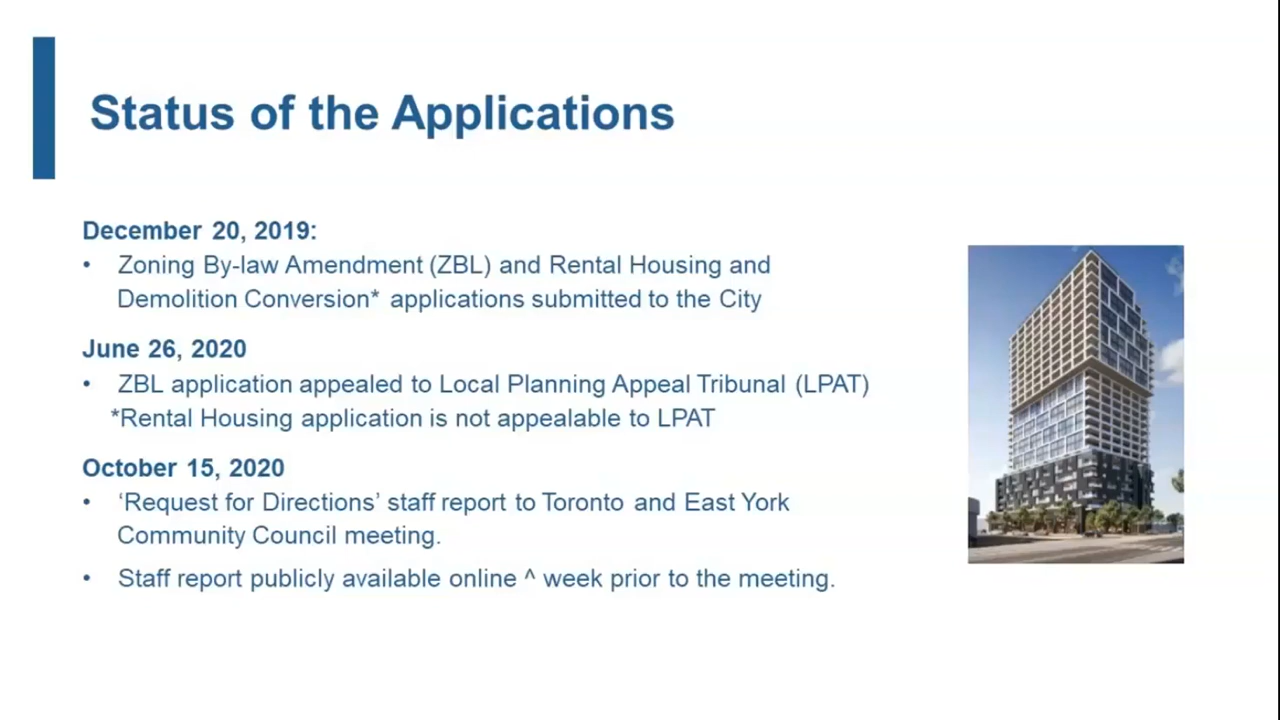 Status of the Applications
December 20, 2019:
• Zoning By-law Amendment (ZBL) and Rental Housing and
Demolition Conversion* applications submitted to the City
June 26, 2020
• ZBL application appealed to Local Planning Appeal Tribunal (LPAT)
*Rental Housing application is not appealable to LPAT
October 15, 2020
• ‘Request for Directions’ staff report to Toronto and East York
Community Council meeting.
• Staff report publicly available online ^ week prior to the meeting.